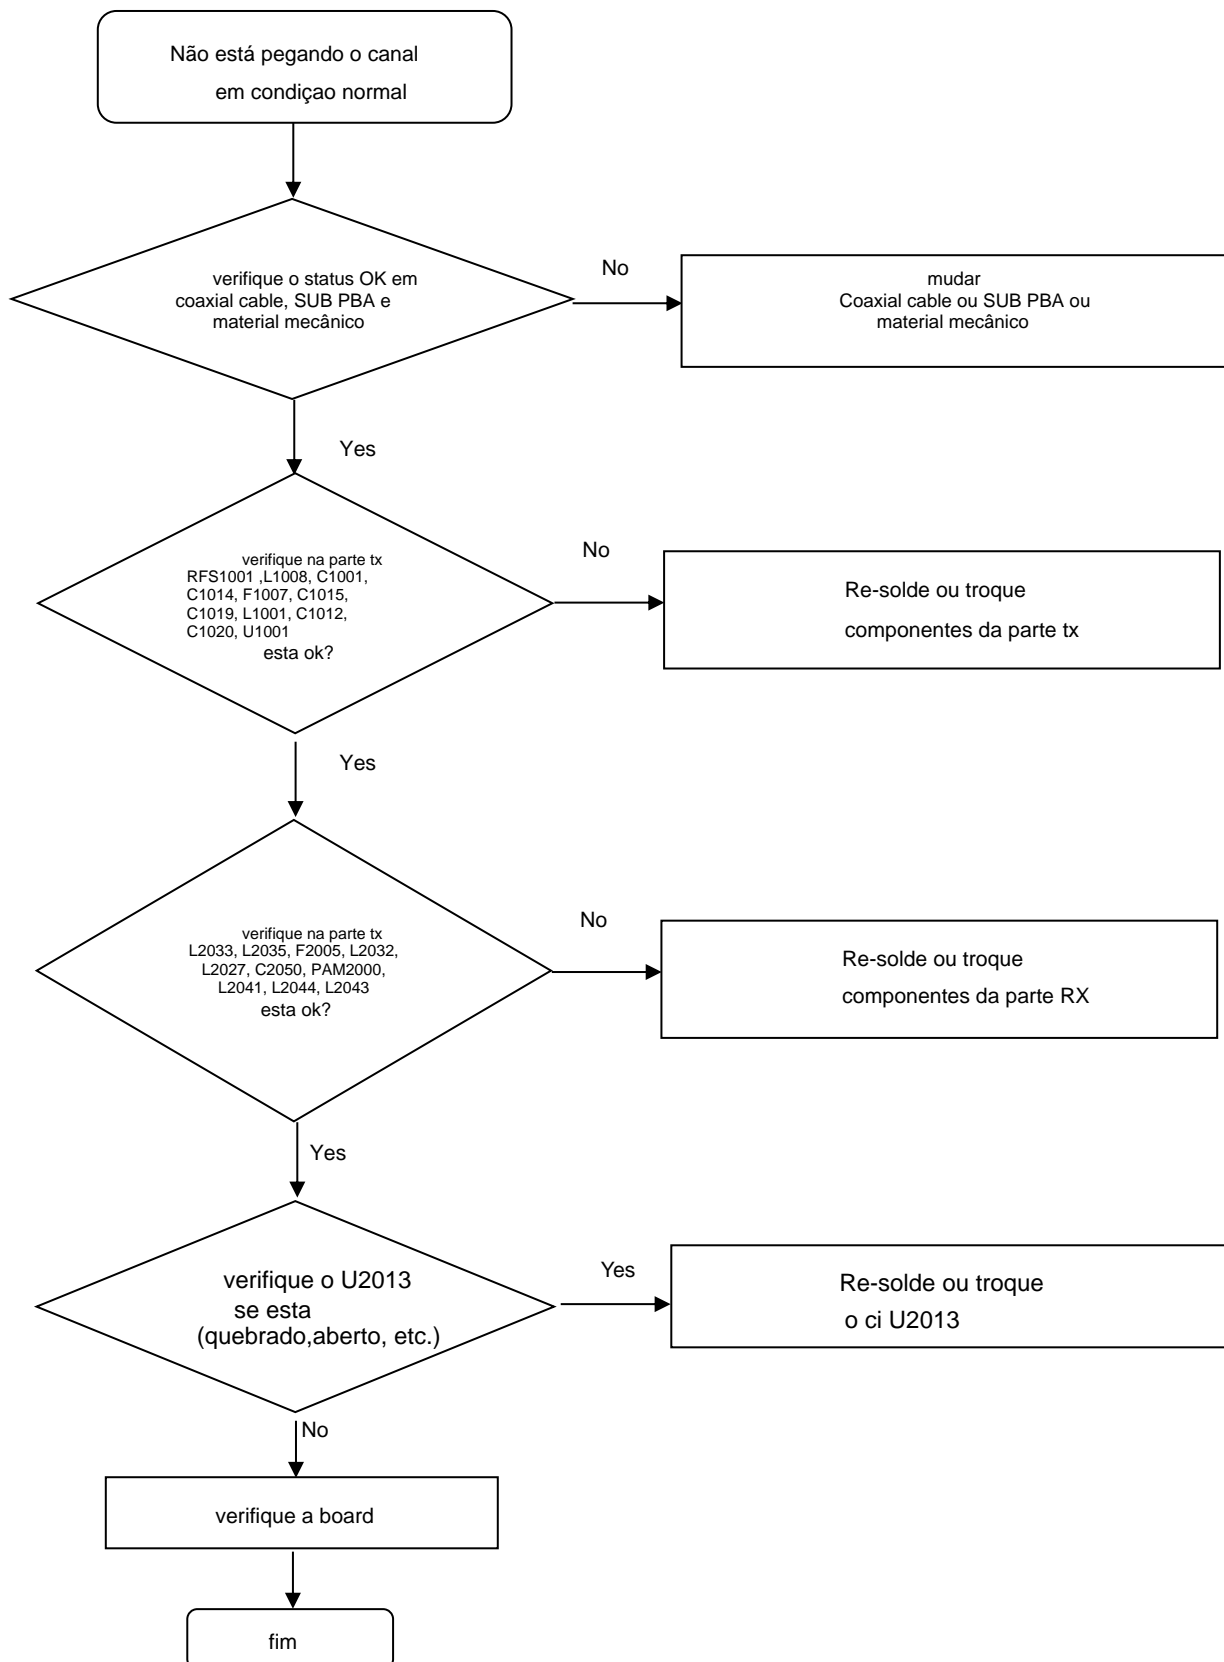 Não está pegando o canal
em condiçao normal
verifique o status OK em
coaxial cable, SUB PBA e
material mecânico
No
mudar
Coaxial cable ou SUB PBA ou
material mecânico
Yes
verifique na parte tx
RFS1001 ,L1008, C1001,
C1014, F1007, C1015,
C1019, L1001, C1012,
C1020, U1001
esta ok?
No
Re-solde ou troque
componentes da parte tx
Yes
verifique na parte tx
L2033, L2035, F2005, L2032,
L2027, C2050, PAM2000,
L2041, L2044, L2043
esta ok?
No
Re-solde ou troque
componentes da parte RX
Yes
verifique o U2013
se esta
(quebrado,aberto, etc.)
Yes
Re-solde ou troque
o ci U2013
No
verifique a board
fim